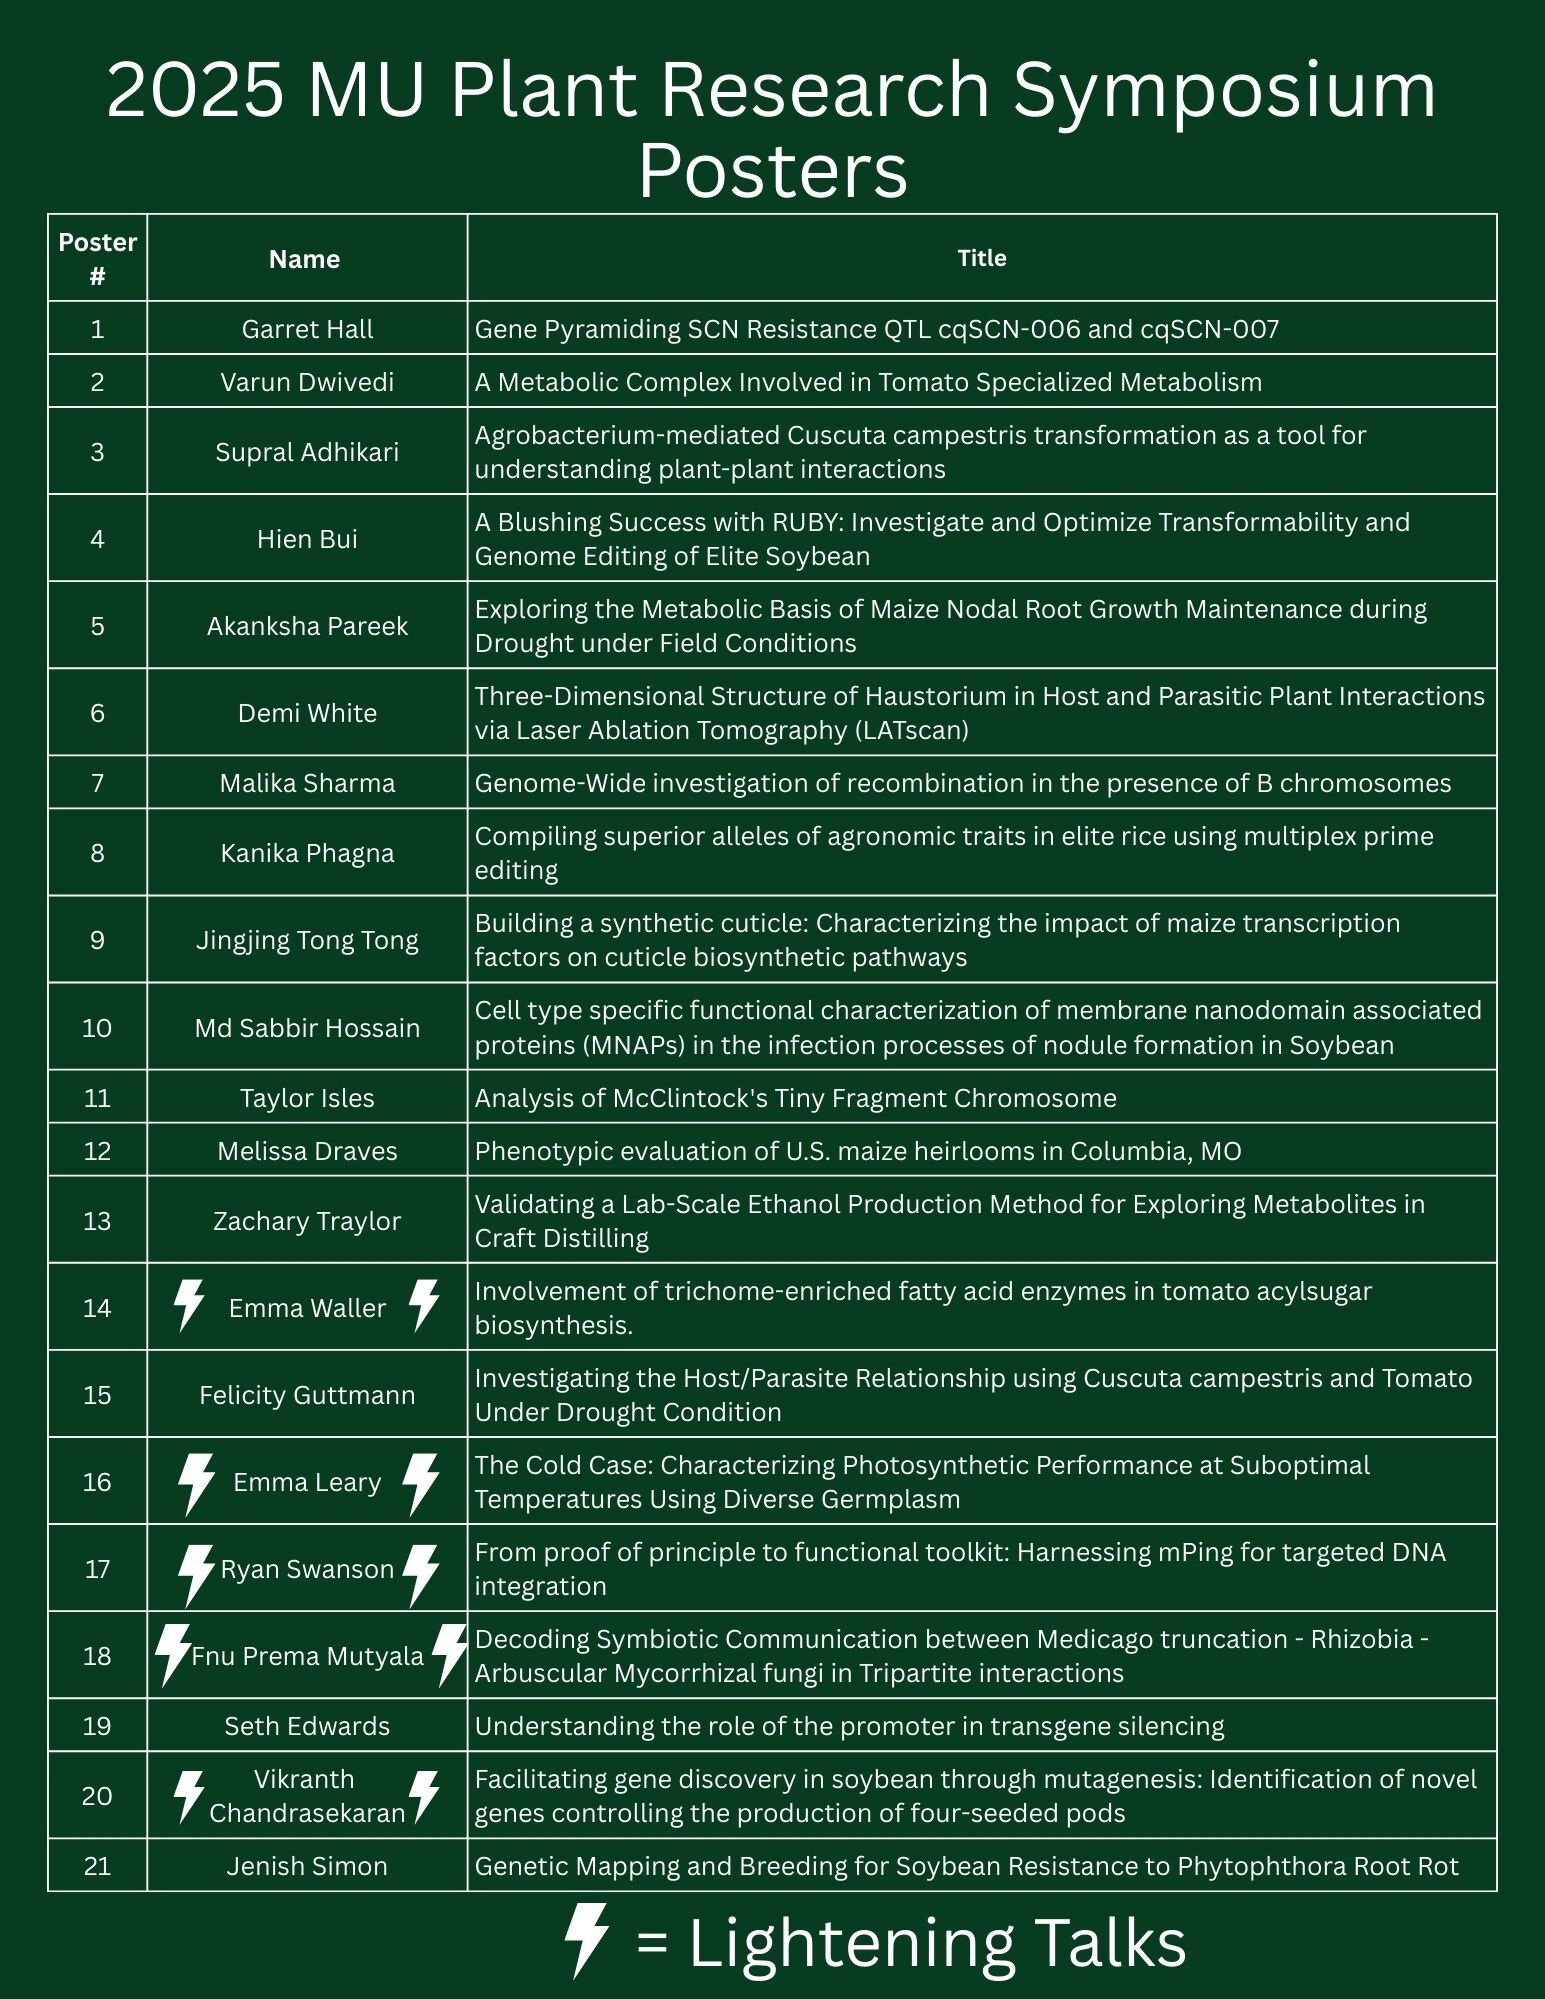 2025 MU Plant Research Symposium
Posters
Poster
#
Name
Title
1
Garret Hall
Gene Pyramiding SCN Resistance QTL cqSCN-006 and cqSCN-007
2
Varun Dwivedi
A Metabolic Complex Involved in Tomato Specialized Metabolism
3
Supral Adhikari
Agrobacterium-mediated Cuscuta campestris transformation as a tool for
understanding plant-plant interactions
4
Hien Bui
A Blushing Success with RUBY: Investigate and Optimize Transformability and
Genome Editing of Elite Soybean
5
Akanksha Pareek
Exploring the Metabolic Basis of Maize Nodal Root Growth Maintenance during
Drought under Field Conditions
6
Demi White
Three-Dimensional Structure of Haustorium in Host and Parasitic Plant Interactions
via Laser Ablation Tomography (LATscan)
7
Malika Sharma
Genome-Wide investigation of recombination in the presence of B chromosomes
8
Kanika Phagna
Compiling superior alleles of agronomic traits in elite rice using multiplex prime
editing
9
Jingjing Tong Tong
Building a synthetic cuticle: Characterizing the impact of maize transcription
factors on cuticle biosynthetic pathways
10
Md Sabbir Hossain
Cell type specific functional characterization of membrane nanodomain associated
proteins (MNAPs) in the infection processes of nodule formation in Soybean
11
Taylor Isles
Analysis of McClintock's Tiny Fragment Chromosome
12
Melissa Draves
Phenotypic evaluation of U.S. maize heirlooms in Columbia, MO
13
Zachary Traylor
Validating a Lab-Scale Ethanol Production Method for Exploring Metabolites in
Craft Distilling
14
Emma Waller
Involvement of trichome-enriched fatty acid enzymes in tomato acylsugar
biosynthesis.
15
Felicity Guttmann
Investigating the Host/Parasite Relationship using Cuscuta campestris and Tomato
Under Drought Condition
16
Emma Leary
The Cold Case: Characterizing Photosynthetic Performance at Suboptimal
Temperatures Using Diverse Germplasm
17
Ryan Swanson
From proof of principle to functional toolkit: Harnessing mPing for targeted DNA
integration
18
Fnu Prema Mutyala
Decoding Symbiotic Communication between Medicago truncation - Rhizobia -
Arbuscular Mycorrhizal fungi in Tripartite interactions
19
Seth Edwards
Understanding the role of the promoter in transgene silencing
20
Vikranth
Chandrasekaran
Facilitating gene discovery in soybean through mutagenesis: Identification of novel
genes controlling the production of four-seeded pods
21
Jenish Simon
Genetic Mapping and Breeding for Soybean Resistance to Phytophthora Root Rot
= Lightening Talks